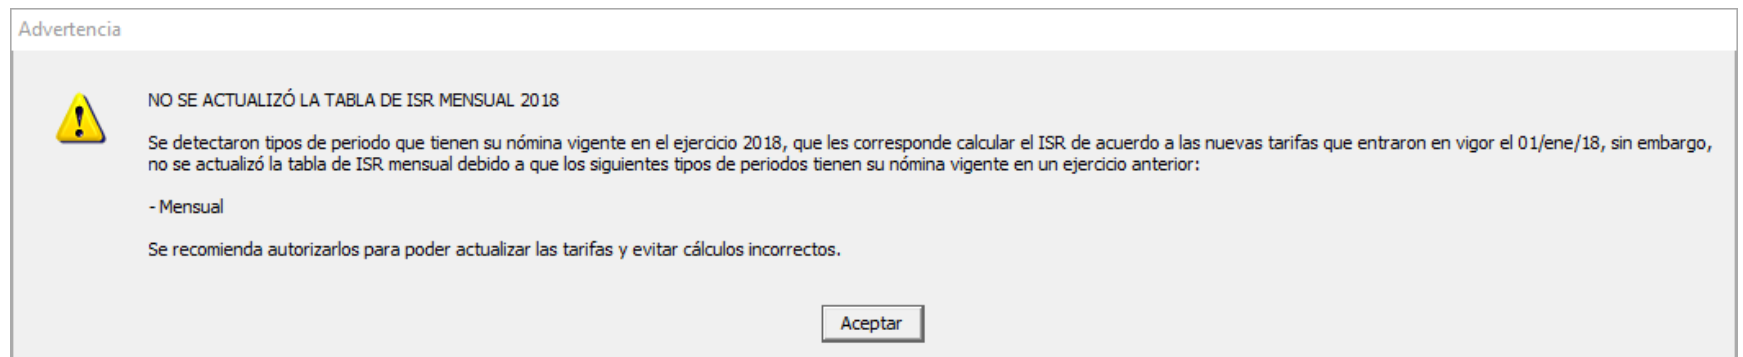 Advertencia
NO SE ACTUALIZÓ LA TABLA DE ISR MENSUAL 2018
Se detectaron tipos de periodo que tienen su nómina vigente en el ejercicio 2018, que les corresponde calcular el ISR de acuerdo a las nuevas tarifas que entraron en vigor el 01/ene/18, sin embargo,
no se actualizó la tabla de ISR mensual debido a que los siguientes tipos de periodos tienen su nómina vigente en un ejercicio anterior:
- Mensual
Se recomienda autorizarlos para poder actualizar las tarifas y evitar cálculos incorrectos.
Aceptar